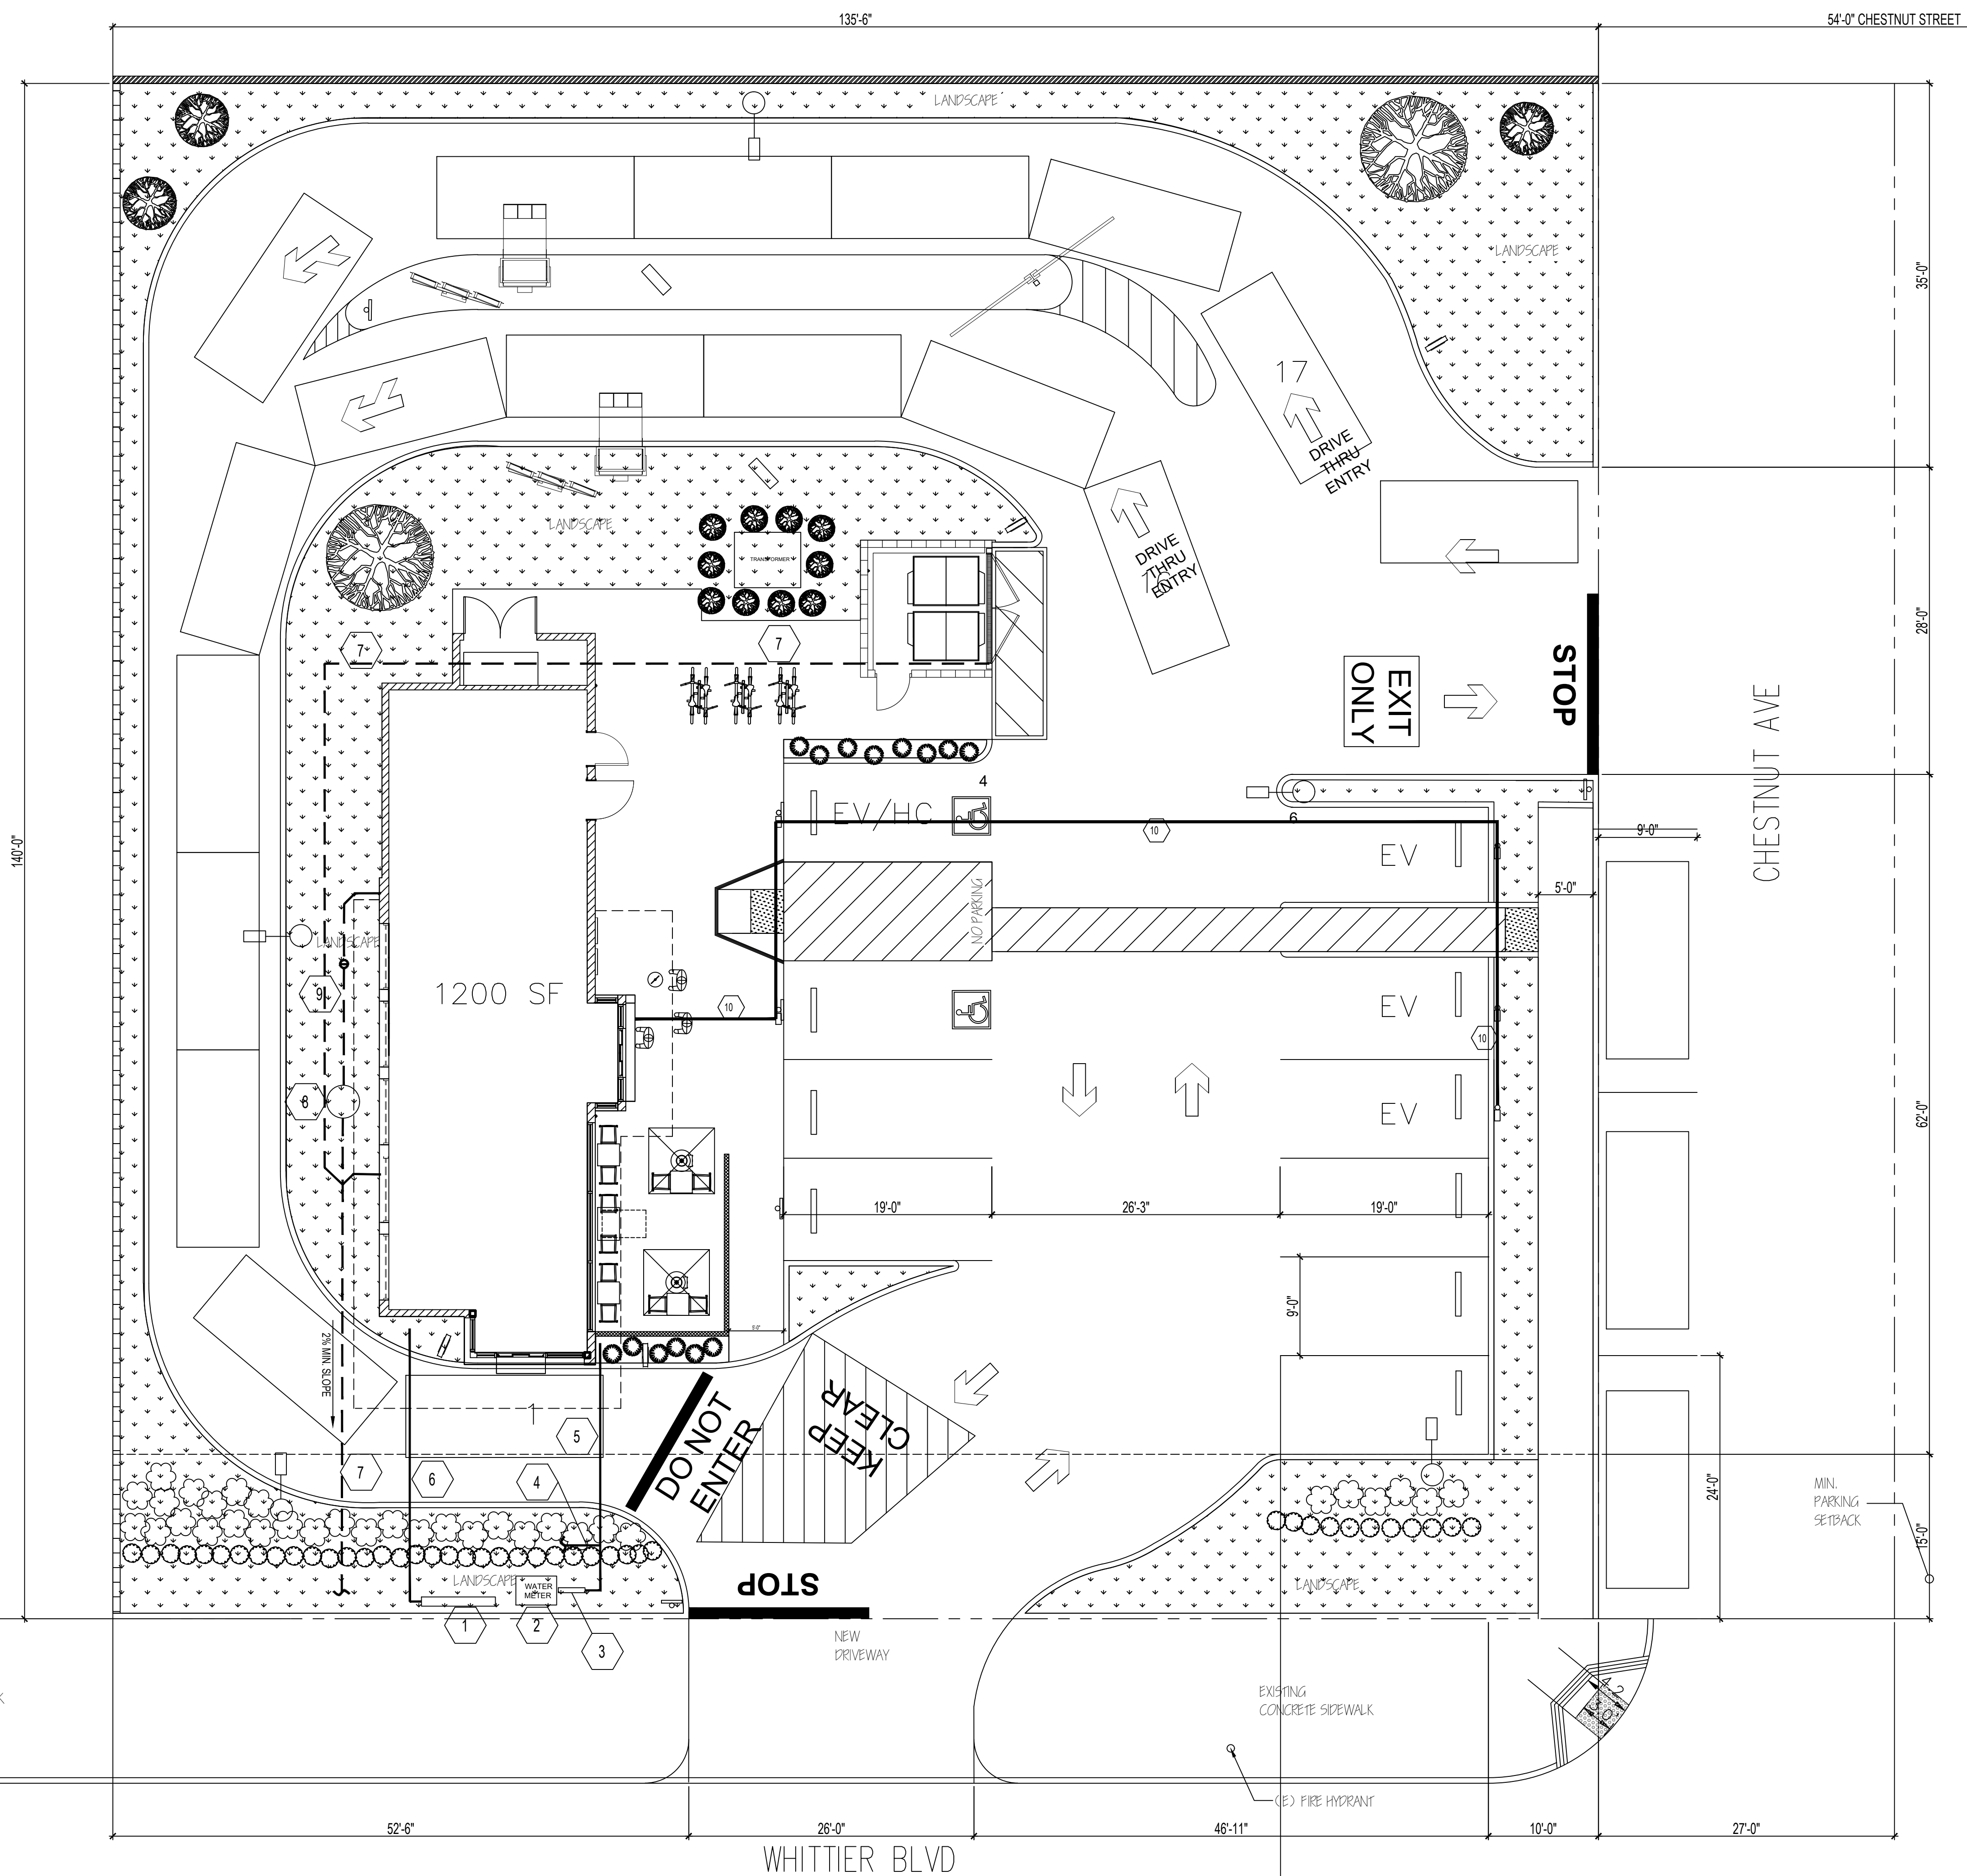 135'-6"
54'-0" CHESTNUT STREET
LANDSCAPE
LANDSCAPE
140'-0"
35'-0"
17
DRIVE
THRU
ENTRY
LANDSCAPE
TRANSFORMER
DRIVE
THRU
ENTRY
28'-0"
7
7
EXIT
ONLY
STOP
CHESTNUT AVE
4
EV/HC
6
10
EV
9'-0"
5'-0"
NO PARKING
LANDSCAPE
9
1200 SF
10
EV
10
8
EV
62'-0"
19'-0"
26'-3"
19'-0"
9'-0"
2% MIN. SLOPE
1
5
DO NOT
ENTER
KEEP
CLEAR
7
6
4
24'-0"
MIN.
PARKING
SETBACK
15'-0"
LANDSCAPE
WATER
METER
STOP
LANDSCAPE
1
2
3
NEW
DRIVEWAY
EXISTING
CONCRETE SIDEWALK
K
(E) FIRE HYDRANT
52'-6"
26'-0"
46'-11"
10'-0"
27'-0"
WHITTIER BLVD